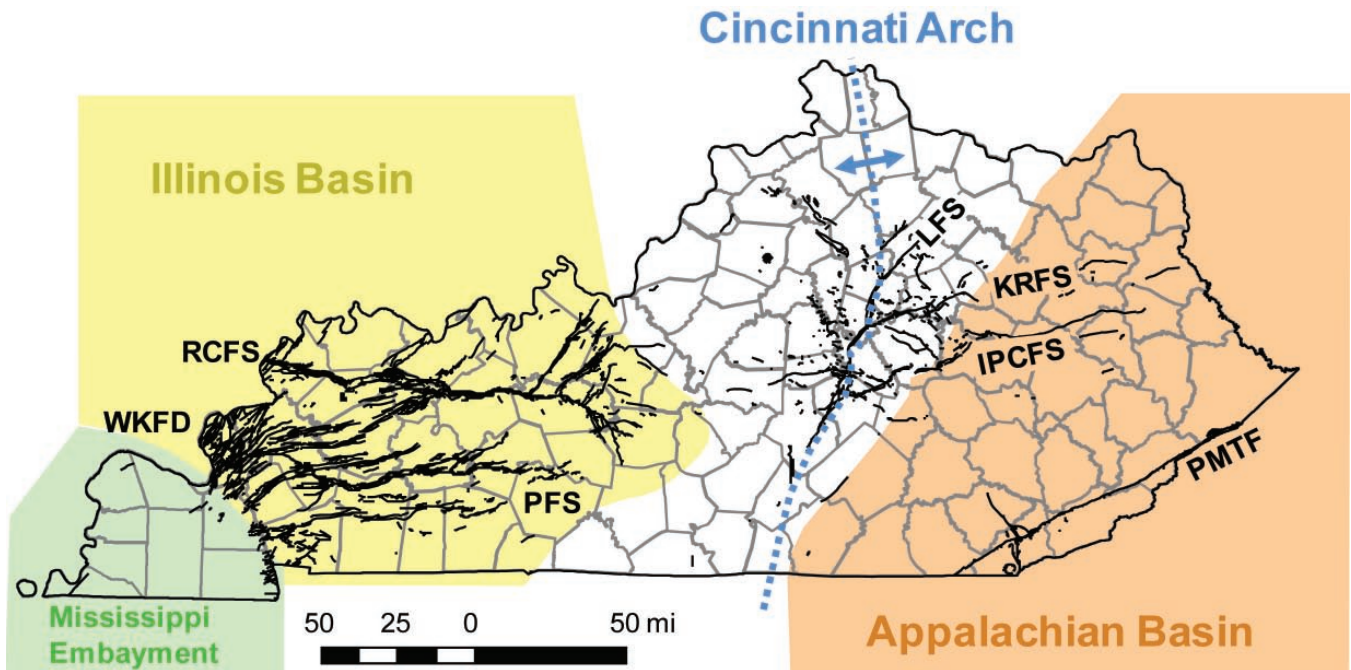 Cincinnati Arch
Illinois Basin
LFS
KRFS
RCFS
IPCFS
WKFD
PMTF
PFS
Mississippi
Embayment
50 25 0 50 mi
Appalachian Basin